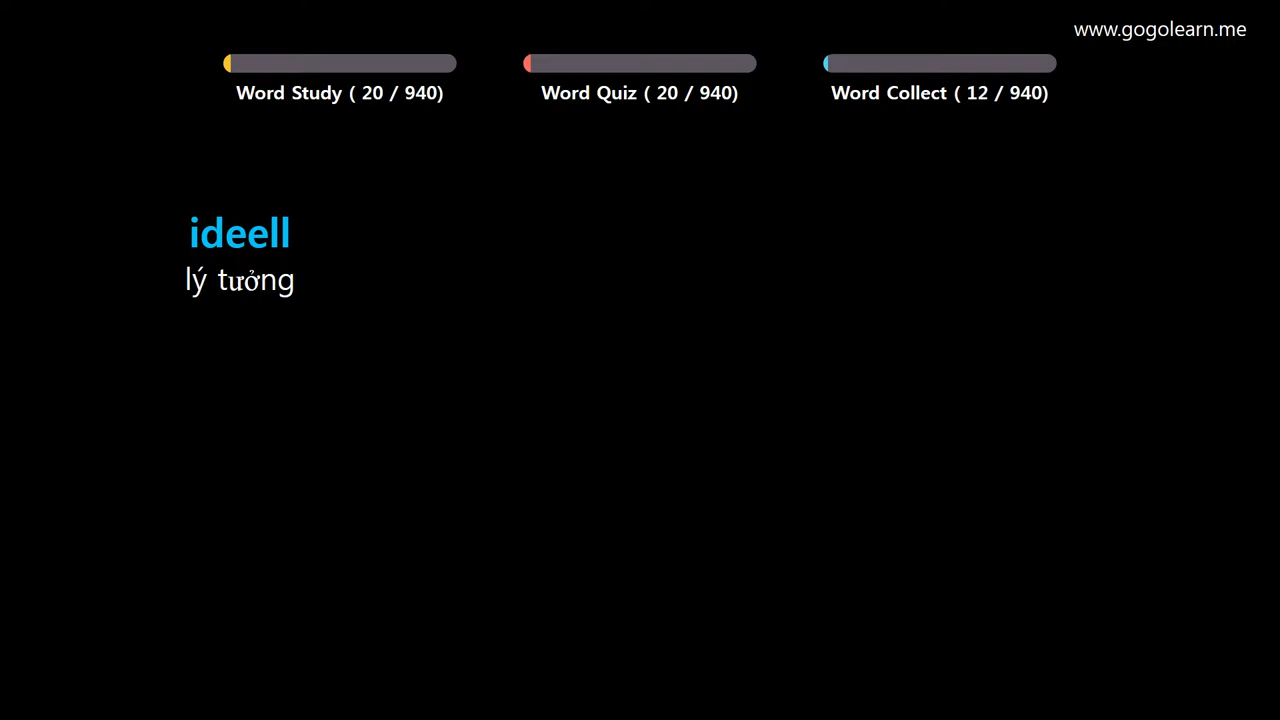 www.gogolearn.me
Word Study ( 20 / 940)
Word Quiz ( 20 / 940)
Word Collect ( 12 / 940)
ideell
lý tưởng